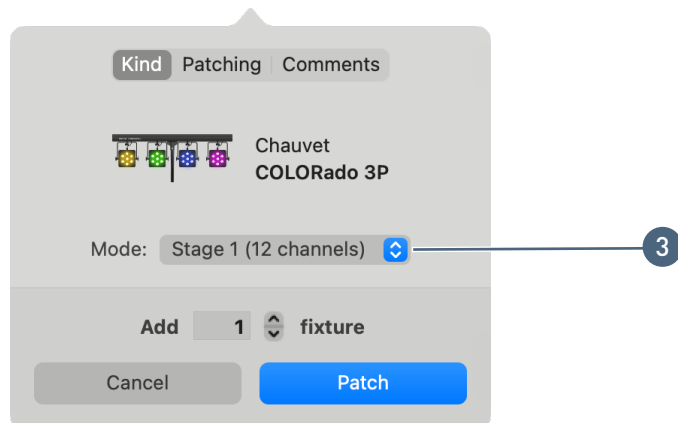 Kind Patching Comments
Chauvet
COLORado 3P
Mode: Stage 1 (12 channels) 3
Add 1 fixture
Cancel Patch